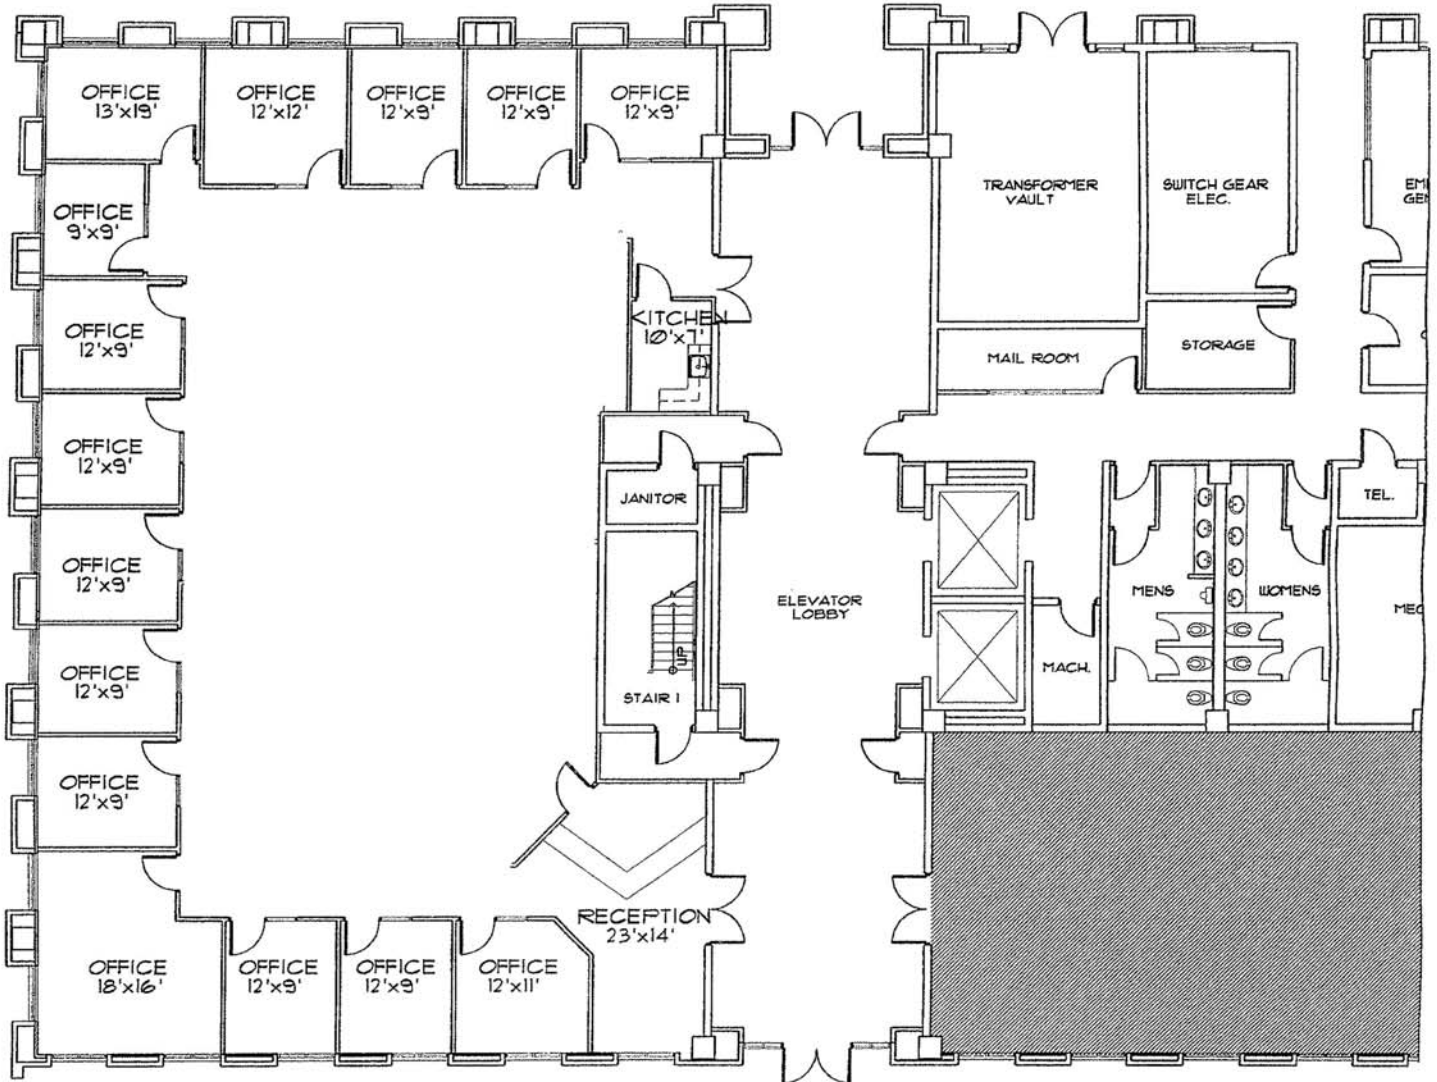 OFFICE
13'x19'
OFFICE
12'x12'
OFFICE
12'x9'
OFFICE
12'x9'
OFFICE
12'x9'
TRANSFORMER
VAULT
SWITCH GEAR
ELEC.
EM
GEN
OFFICE
9'x9'
OFFICE
12'x9'
KITCHEN
10'x7'
MAIL ROOM
STORAGE
OFFICE
12'x9'
JANITOR
TEL.
OFFICE
12'x9'
ELEVATOR
LOBBY
MENS
WOMENS
MEC
OFFICE
12'x9'
UP
STAIR 1
MACH.
OFFICE
12'x9'
RECEPTION
23'x14'
OFFICE
18'x16'
OFFICE
12'x9'
OFFICE
12'x9'
OFFICE
12'x11'